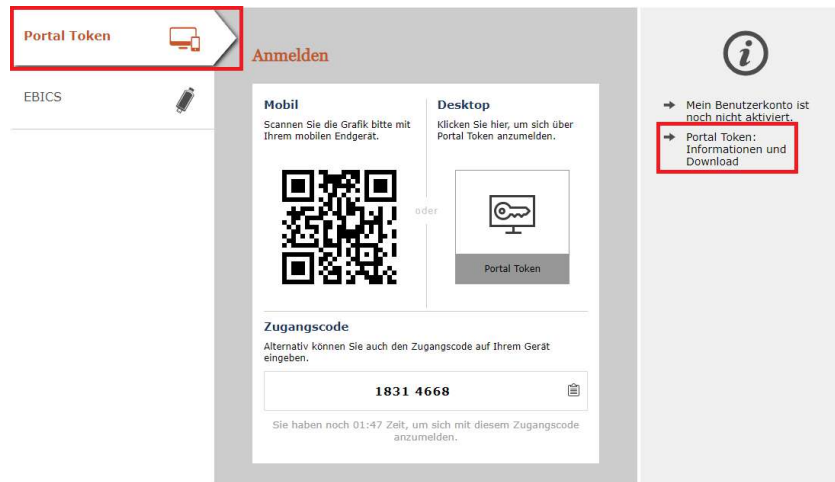 Portal Token
EBICS
Anmelden
Mobil
Scannen Sie die Grafik bitte mit
Ihrem mobilen Endgerät.
oder
Desktop
Klicken Sie hier, um sich über
Portal Token anzumelden.
Portal Token
Zugangscode
Alternativ können Sie auch den Zugangscode auf Ihrem Gerät
eingeben.
1831 4668
Sie haben noch 01:47 Zeit, um sich mit diesem Zugangscode
anzumelden.
i
Mein Benutzerkonto ist
noch nicht aktiviert.
Portal Token:
Informationen und
Download